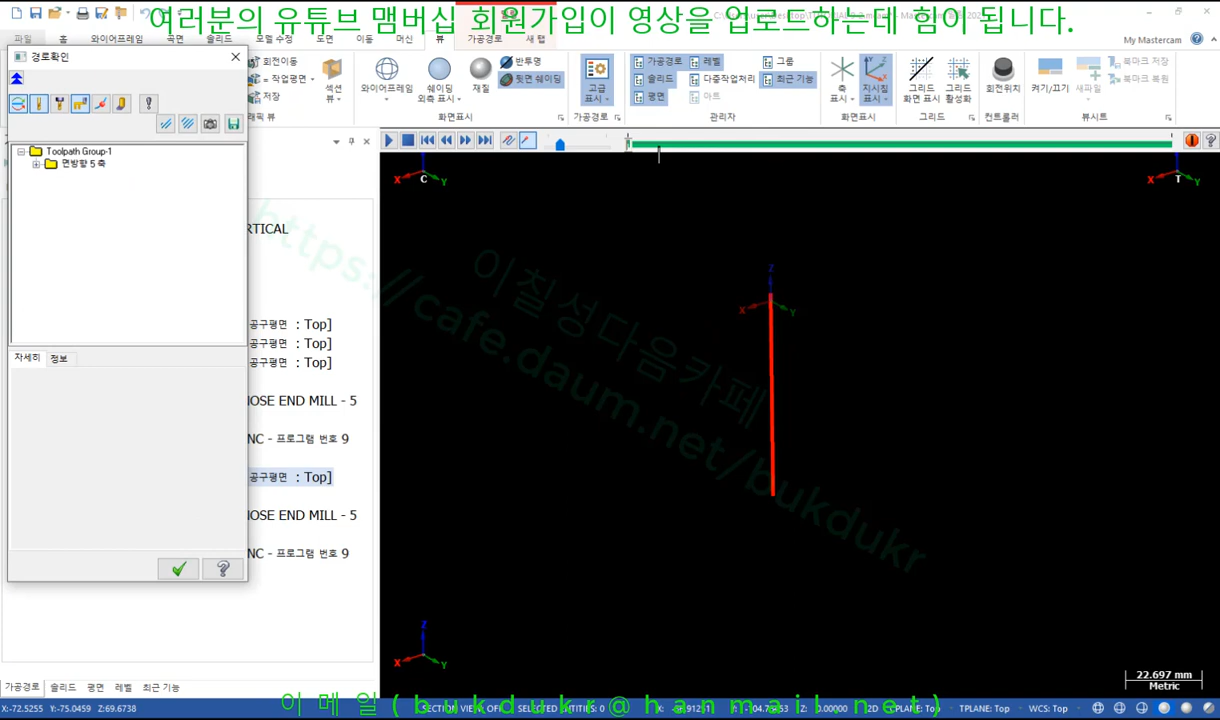 여러분의 유튜브 맴버십 회원가입이 영상을 업로드하는데 힘이 됩니다.
파일 홈 와이어프레임 곡면 솔리드 모델 수정 도면 이동 머신 뷰 가공경로 새 탭
My Mastercam
경로확인
회전이동
= 작업평면
저장
섹션
뷰
와이어프레임
쉐이딩
외측 표시
재질
반투명
뒷면 쉐이딩
화면표시
고급
표시
가공경로
가공경로 레벨 그룹
솔리드 다중작업처리 최근 기능
평면 아트
관리자
축
표시
지시침
표시
화면표시
그리드
화면 표시
그리드
활성화
그리드
회전위치
컨트롤러
켜기/끄기
새파일
북마크 저장
북마크 복원
뷰시트
Toolpath Group-1
면방향 5 축
자세히 정보
RTICAL
공구평면 : Top]
공구평면 : Top]
공구평면 : Top]
NOSE END MILL - 5
NC - 프로그램 번호 9
공구평면 : Top]
NOSE END MILL - 5
NC - 프로그램 번호 9
X C Y
X T Y
Z
X Y
https://cafe.daum.net/bukdukr
이칠성다음카페
Z
X Y
22.697 mm
Metric
가공경로 솔리드 평면 레벨 최근 기능
이 메 일 ( b u k d u k r @ h a n m a i l . n e t )
X:-72.5255 Y:-75.0459 Z:69.6738 SECTION VIEW: OFF SELECTED ENTITIES: 0 TPLANE: Top WCS: Top